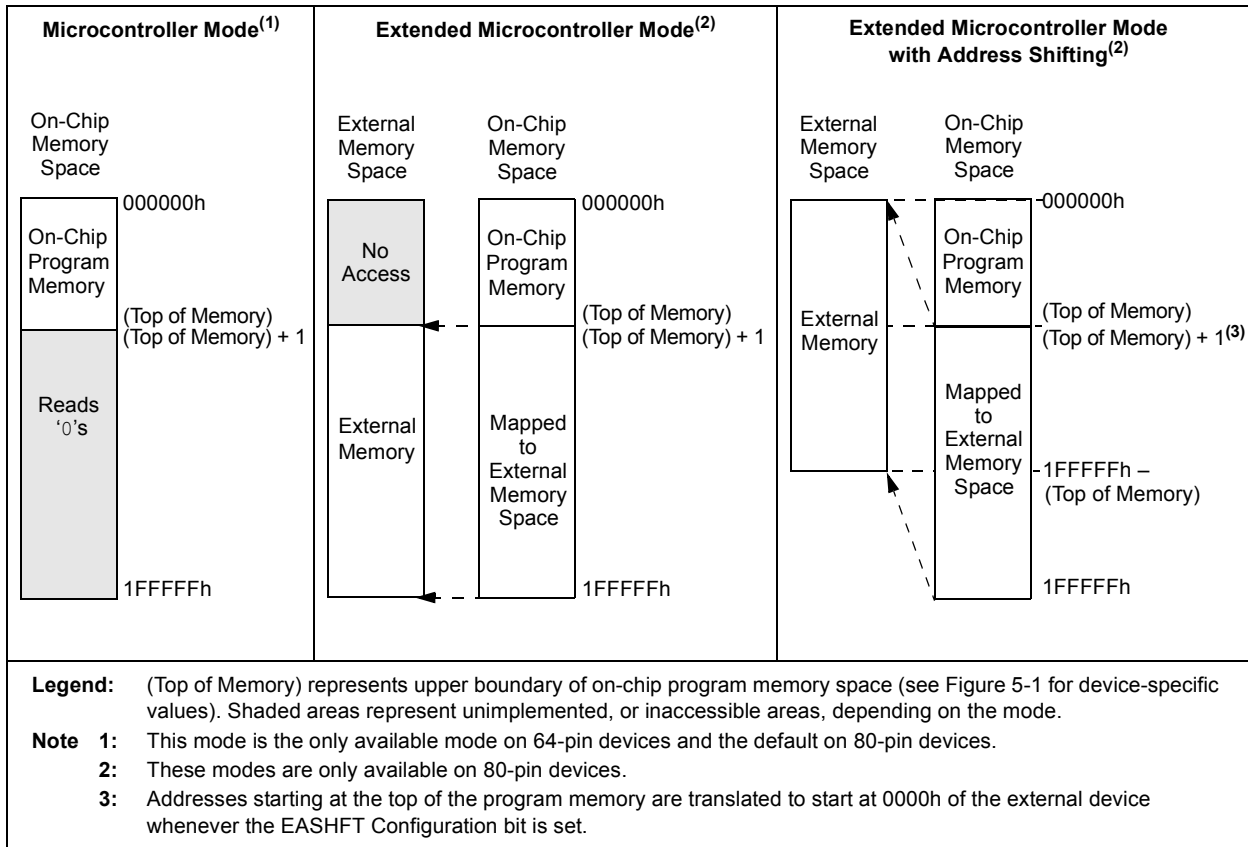 Microcontroller Mode(1)
On-Chip
Memory
Space
000000h
On-Chip
Program
Memory
(Top of Memory)
(Top of Memory) + 1
Reads
‘0’s
1FFFFFh
Extended Microcontroller Mode(2)
External
Memory
Space
On-Chip
Memory
Space
000000h
No
Access
On-Chip
Program
Memory
(Top of Memory)
(Top of Memory) + 1
External
Memory
Mapped
to
External
Memory
Space
1FFFFFh
Extended Microcontroller Mode
with Address Shifting(2)
External
Memory
Space
On-Chip
Memory
Space
000000h
On-Chip
Program
Memory
External
Memory
(Top of Memory)
(Top of Memory) + 1(3)
Mapped
to
External
Memory
Space
1FFFFFh –
(Top of Memory)
1FFFFFh
Legend: (Top of Memory) represents upper boundary of on-chip program memory space (see Figure 5-1 for device-specific
values). Shaded areas represent unimplemented, or inaccessible areas, depending on the mode.
Note 1: This mode is the only available mode on 64-pin devices and the default on 80-pin devices.
2: These modes are only available on 80-pin devices.
3: Addresses starting at the top of the program memory are translated to start at 0000h of the external device
whenever the EASHFT Configuration bit is set.